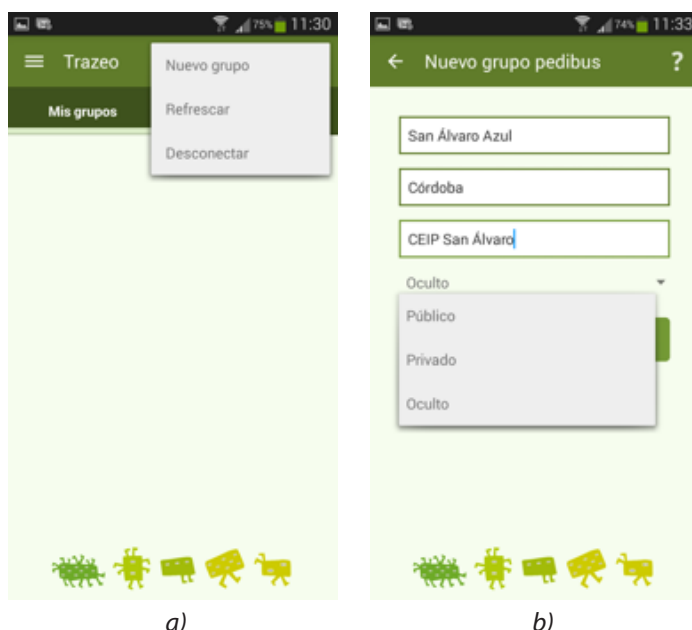 75% 11:30
Trazeo
Nuevo grupo
Mis grupos
Refrescar
Desconectar
a)
74% 11:33
Nuevo grupo pedibus ?
San Álvaro Azul
Córdoba
CEIP San Álvaro
Oculto
Público
Privado
Oculto
b)